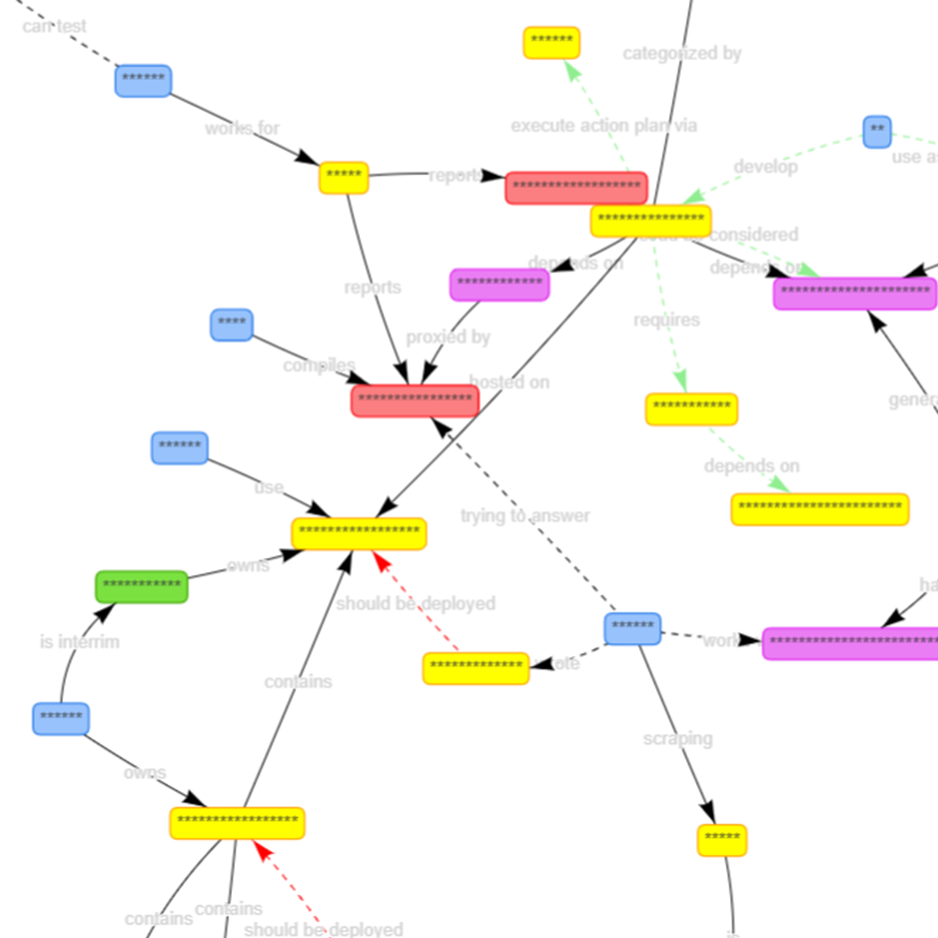 can test
******
categorized by
******
works for
execute action plan via
**
use a
develop
*****
reports
*****************
***************
considered
depends on
depends on
************
********************
reports
requires
****
proyied by
compiles
hosted on
****************
***********
gener
******
use
depends on
**********************
trying to answer
*****************
owns
***********
should be deployed
ha
is interrim
******
work
*************
contains
******
scraping
owns
*****************
*****
contains
contains
should be deployed
is